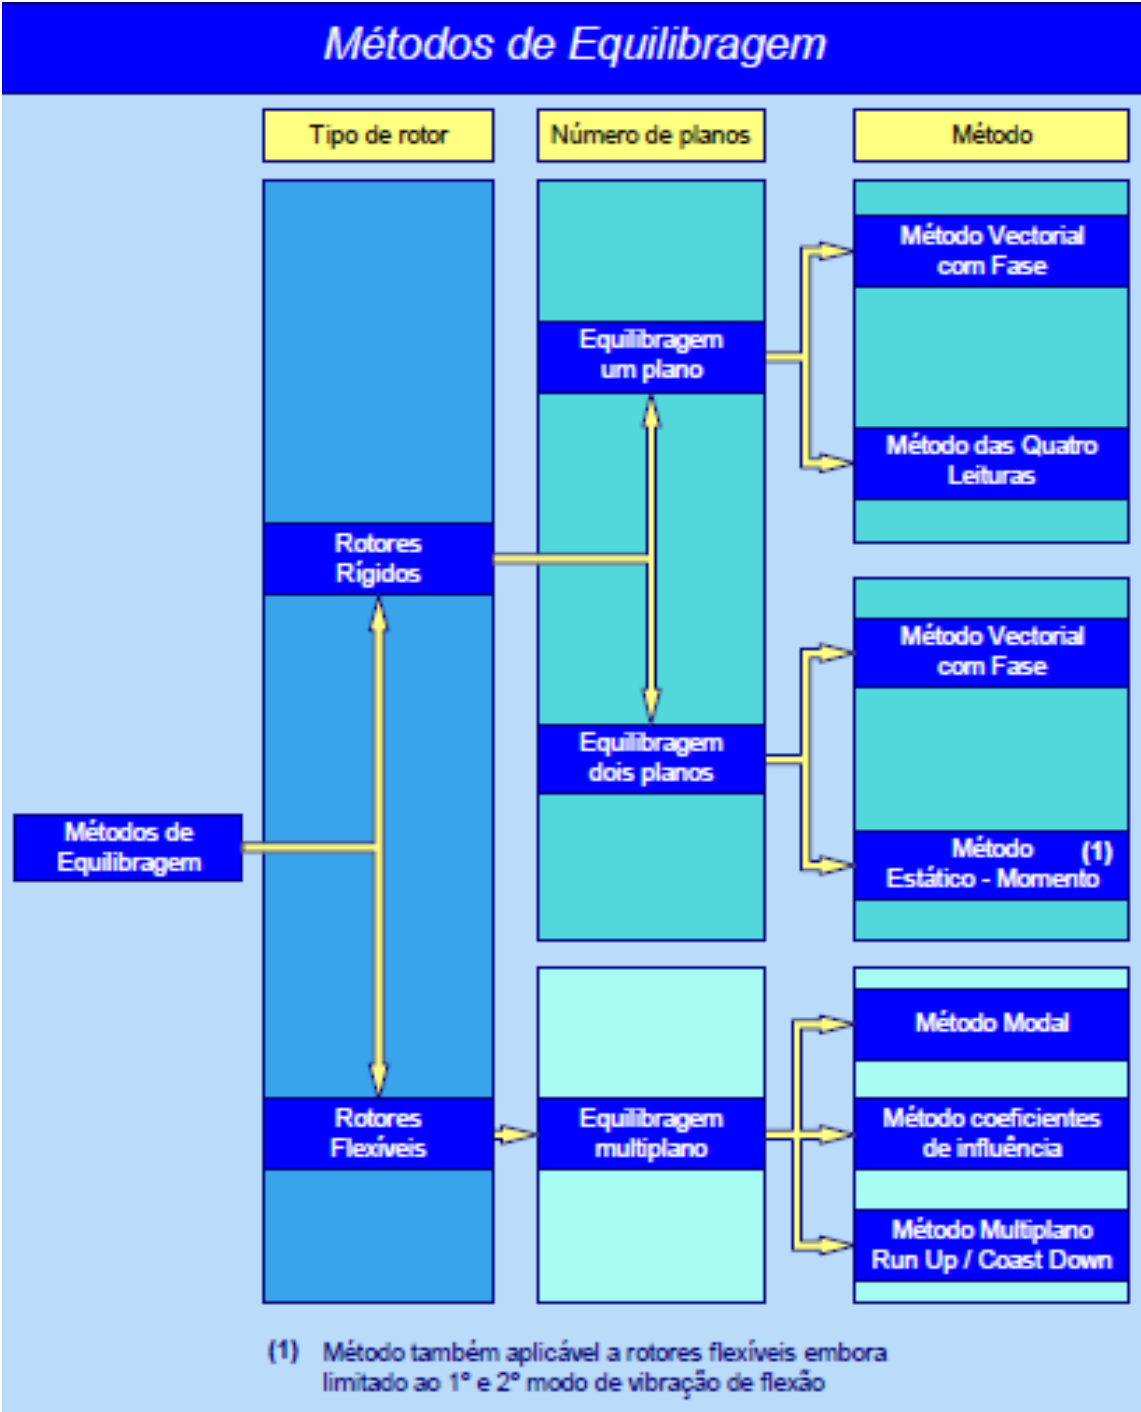 Métodos de Equilibragem
Tipo de rotor
Número de planos
Método
Método Vectorial
com Fase
Equilibragem
um plano
Método das Quatro
Leituras
Rotores
Rígidos
Método Vectorial
com Fase
Equilibragem
dois planos
Métodos de
Equilibragem
Método (1)
Estático - Momento
Método Modal
Rotores
Flexíveis
Equilibragem
multiplano
Método coeficientes
de influência
Método Multiplano
Run Up / Coast Down
(1) Método também aplicável a rotores flexíveis embora
limitado ao 1º e 2º modo de vibração de flexão